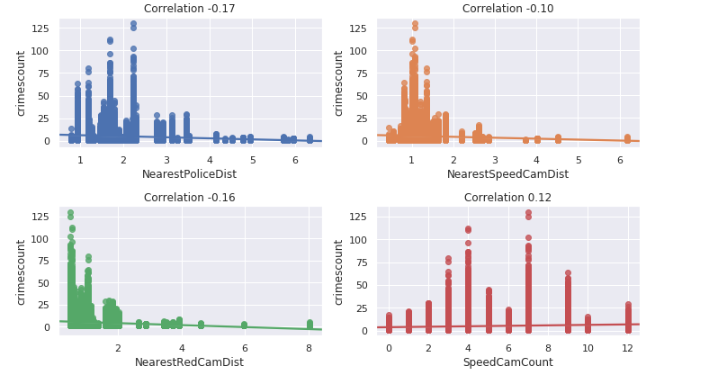 Correlation -0.17
crimescount
125
100
75
50
25
0
1 2 3 4 5 6
NearestPoliceDist
Correlation -0.10
crimescount
125
100
75
50
25
0
1 2 3 4 5 6
NearestSpeedCamDist
Correlation -0.16
crimescount
125
100
75
50
25
0
2 4 6 8
NearestRedCamDist
Correlation 0.12
crimescount
125
100
75
50
25
0
0 2 4 6 8 10 12
SpeedCamCount